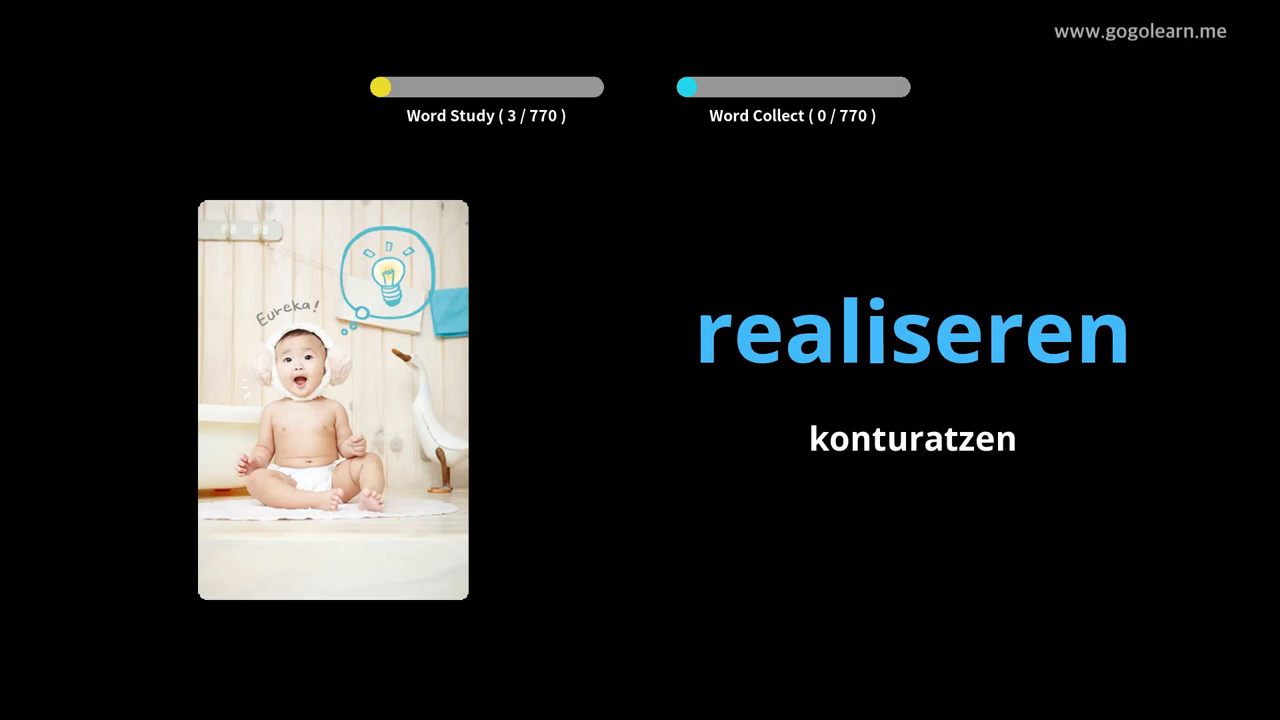 www.gogolearn.me
Word Study ( 3 / 770 )
Word Collect ( 0 / 770 )
Eureka!
realiseren
konturatzen